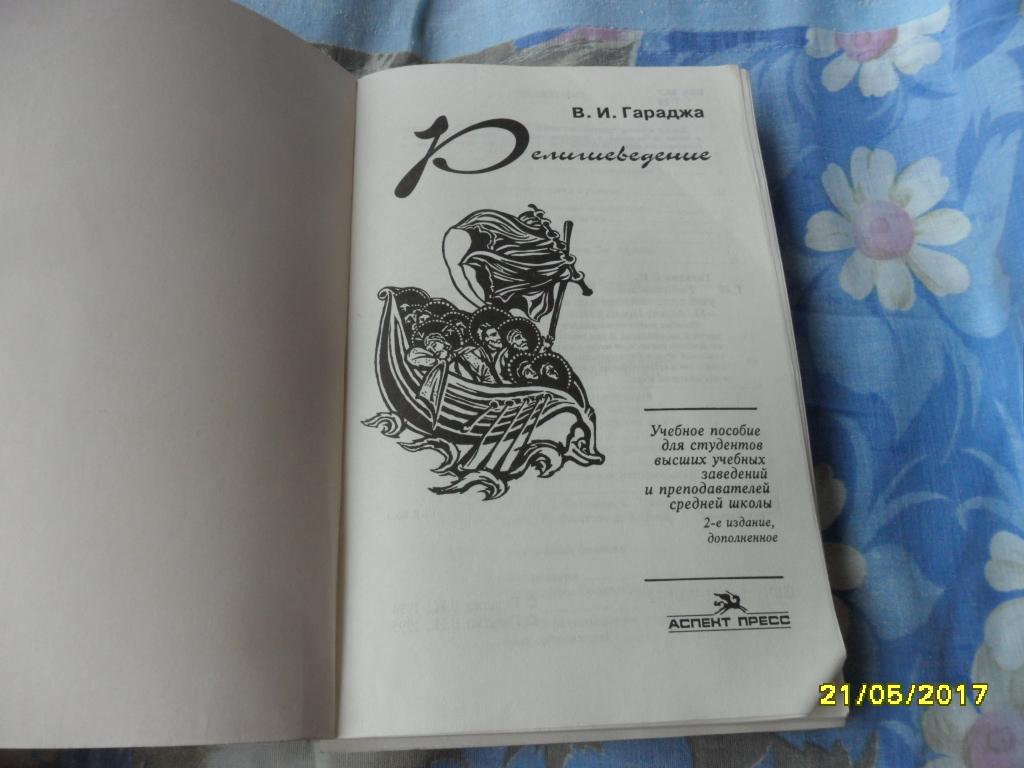 В. И. Гараджа
Религиеведение
Учебное пособие
для студентов
высших учебных
заведений
и преподавателей
средней школы
2-е издание,
дополненное
АСПЕКТ ПРЕСС
21/05/2017